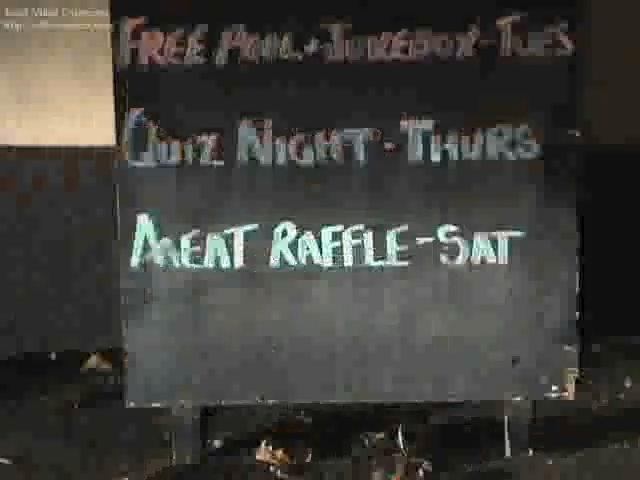 FREE POOL + JUKEBOX - TUES
QUIZ NIGHT - THURS
MEAT RAFFLE - SAT